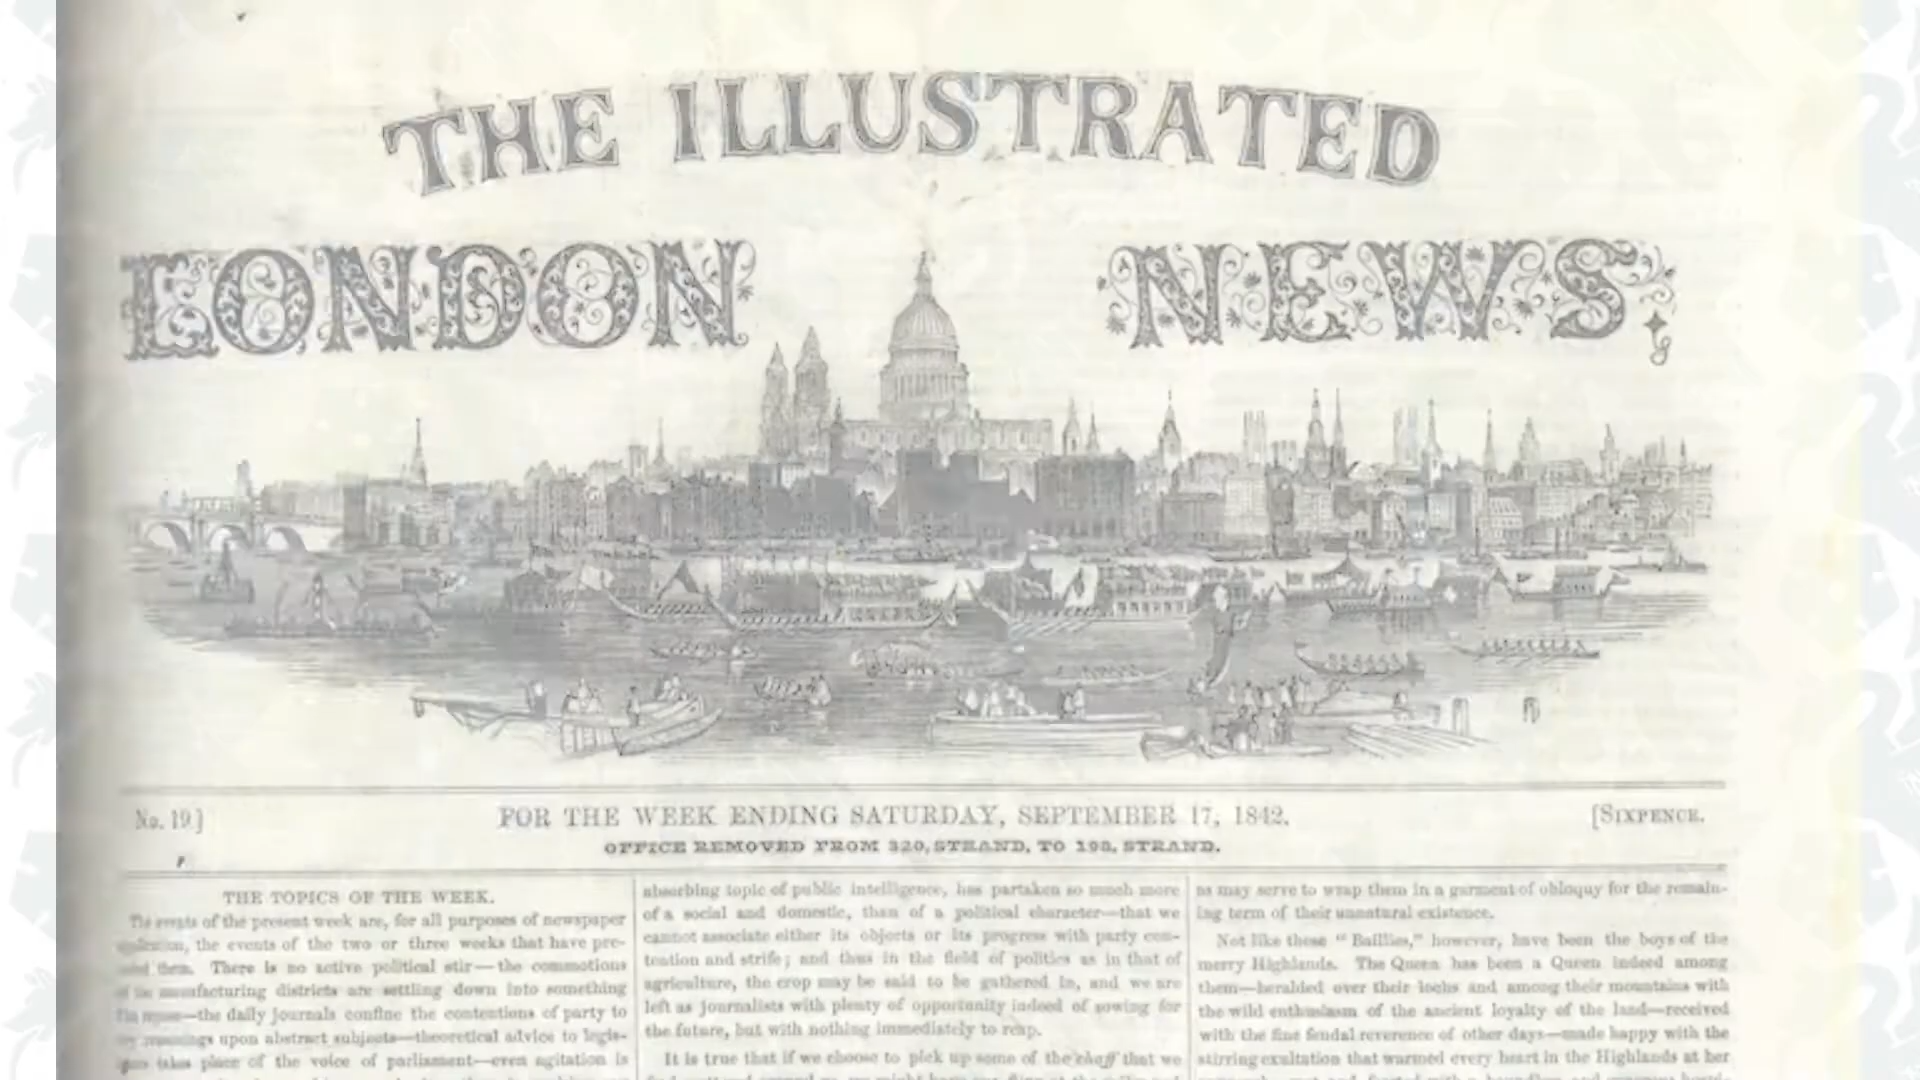 THE ILLUSTRATED
LONDON NEWS.
No. 19.]
FOR THE WEEK ENDING SATURDAY, SEPTEMBER 17, 1842.
[SIXPENCE.
OFFICE REMOVED FROM 320, STRAND, TO 198, STRAND.
THE TOPICS OF THE WEEK.
The events of the present week are, for all purposes of newspaper
the events of the two or three weeks that have pre-
them. There is no active political stir—the commotions
of the manufacturing districts are settling down into something
—the daily journals confine the contentions of party to
upon abstract subjects—theoretical advice to legis-
takes place of the voice of parliament—even agitation is
absorbing topic of public intelligence, has partaken so much more
of a social and domestic, than of a political character—that we
cannot associate either its objects or its progress with party con-
tention and strife; and thus in the field of politics as in that of
agriculture, the crop may be said to be gathered in, and we are
left as journalists with plenty of opportunity indeed of sowing for
the future, but with nothing immediately to reap.
It is true that if we choose to pick up some of the chaff that we
as may serve to wrap them in a garment of obloquy for the remain-
ing term of their unnatural existence.
Not like these "Baillies," however, have been the boys of the
merry Highlands. The Queen has been a Queen indeed among
them—heralded over their lochs and among their mountains with
the wild enthusiasm of the ancient loyalty of the land—received
with the fine feudal reverence of other days—made happy with the
stirring exultation that warmed every heart in the Highlands at her